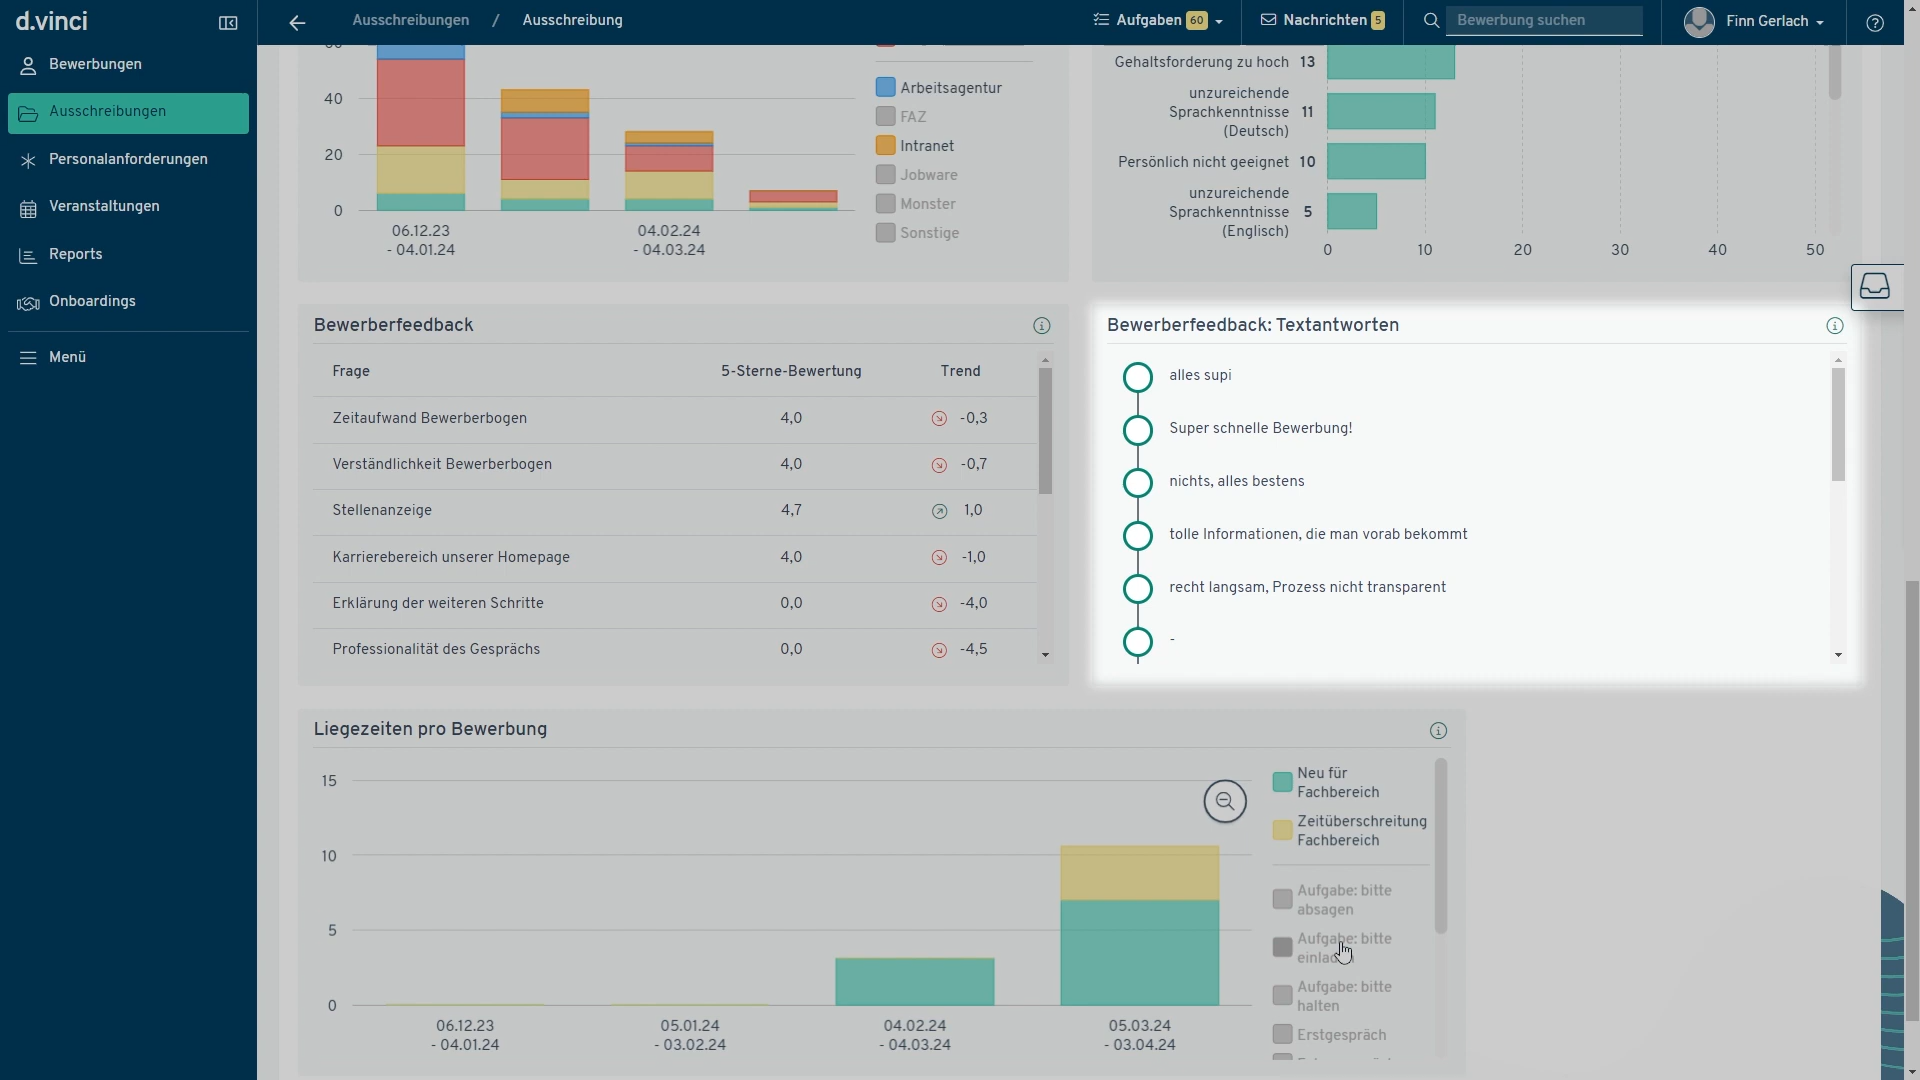 d.vinci
Ausschreibungen / Ausschreibung
Aufgaben 60
Nachrichten 5
Bewerbung suchen
Finn Gerlach
Bewerbungen
Ausschreibungen
Personalanforderungen
Veranstaltungen
Reports
Onboardings
Menü
40
20
0
06.12.23
- 04.01.24
04.02.24
- 04.03.24
Arbeitsagentur
FAZ
Intranet
Jobware
Monster
Sonstige
Gehaltsforderung zu hoch 13
unzureichende
Sprachkenntnisse 11
(Deutsch)
Persönlich nicht geeignet 10
unzureichende
Sprachkenntnisse 5
(Englisch)
0 10 20 30 40 50
Bewerberfeedback
Frage 5-Sterne-Bewertung Trend
Zeitaufwand Bewerberbogen 4,0 -0,3
Verständlichkeit Bewerberbogen 4,0 -0,7
Stellenanzeige 4,7 1,0
Karrierebereich unserer Homepage 4,0 -1,0
Erklärung der weiteren Schritte 0,0 -4,0
Professionalität des Gesprächs 0,0 -4,5
Bewerberfeedback: Textantworten
alles supi
Super schnelle Bewerbung!
nichts, alles bestens
tolle Informationen, die man vorab bekommt
recht langsam, Prozess nicht transparent
-
Liegezeiten pro Bewerbung
15
10
5
0
06.12.23
- 04.01.24
05.01.24
- 03.02.24
04.02.24
- 04.03.24
05.03.24
- 03.04.24
Neu für
Fachbereich
Zeitüberschreitung
Fachbereich
Aufgabe: bitte
absagen
Aufgabe: bitte
einladen
Aufgabe: bitte
halten
Erstgespräch